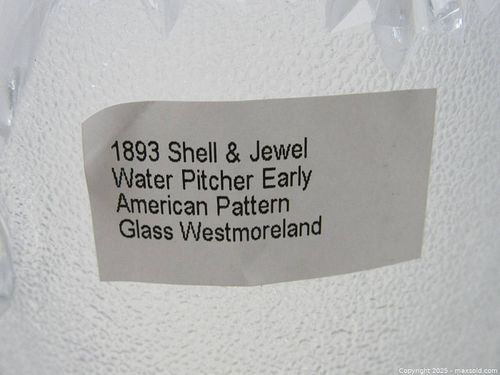 1893 Shell & Jewel
Water Pitcher Early
American Pattern
Glass Westmoreland
Copyright 2025 - maxsold.com